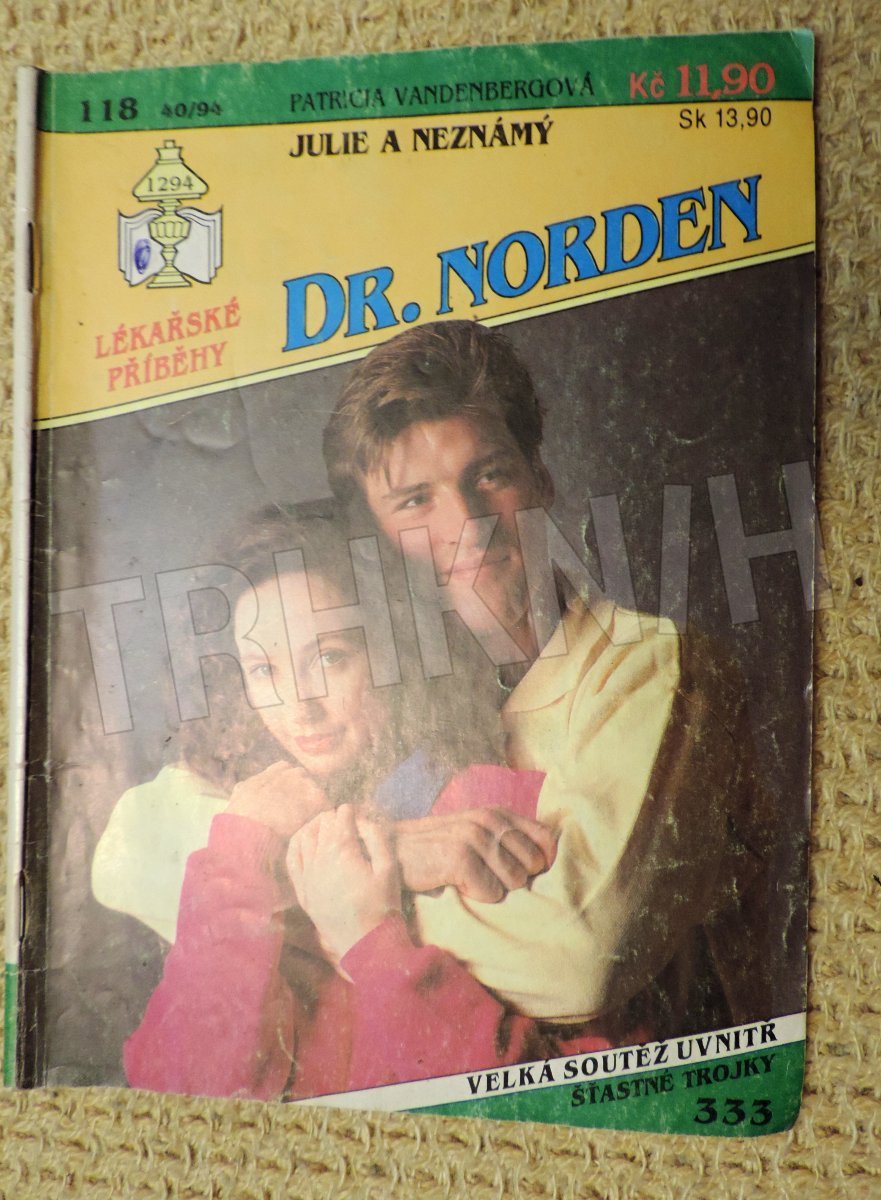 118 40/94 PATRICIA VANDENBERGOVÁ Kč 11,90
Sk 13,90
JULIE A NEZNÁMÝ
1294
DR. NORDEN
LÉKAŘSKÉ
PŘÍBĚHY
TRHKNIH
VELKÁ SOUTĚŽ UVNITŘ
ŠŤASTNÉ TROJKY
333